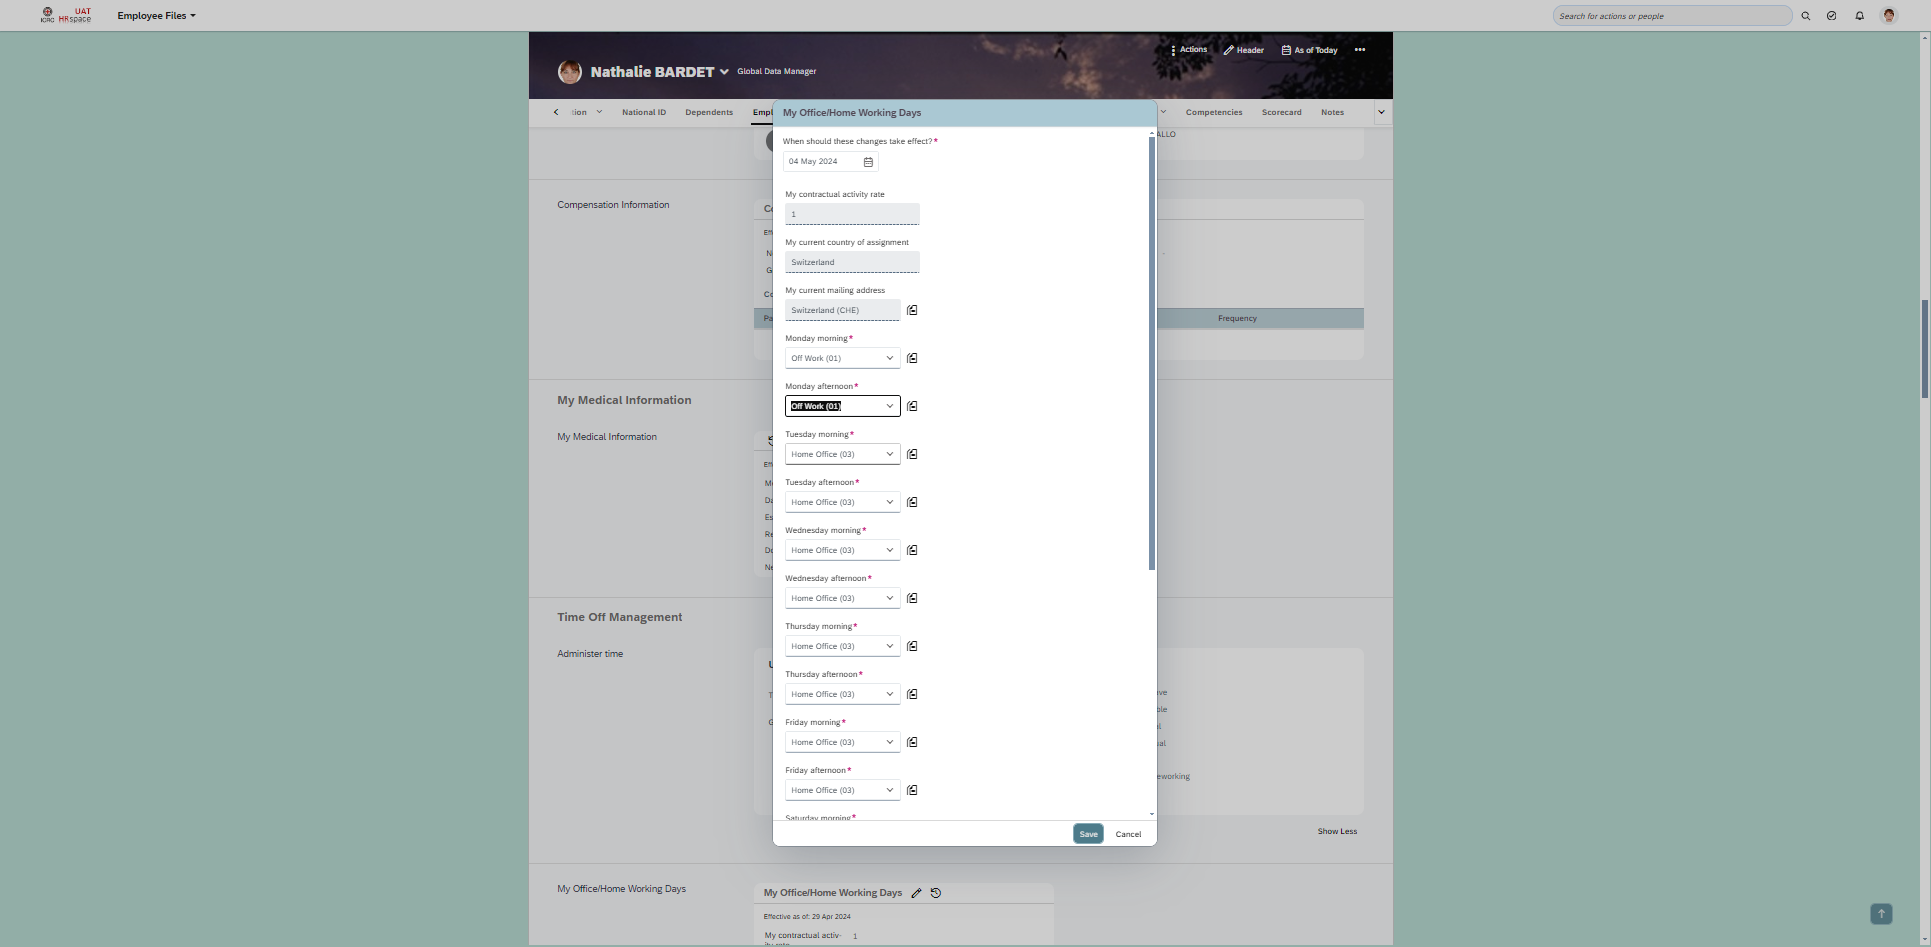 ICRC
UAT
HRspace
Employee Files
Search for actions or people
Nathalie BARDET
Global Data Manager
Actions
Header
As of Today
tion
National ID
Dependents
Empl
Competencies
Scorecard
Notes
ALLO
Compensation Information
Frequency
My Medical Information
My Medical Information
Time Off Management
Administer time
eworking
Show Less
My Office/Home Working Days
When should these changes take effect?*
04 May 2024
My contractual activity rate
1
My current country of assignment
Switzerland
My current mailing address
Switzerland (CHE)
Monday morning*
Off Work (01)
Monday afternoon*
Off Work (01)
Tuesday morning*
Home Office (03)
Tuesday afternoon*
Home Office (03)
Wednesday morning*
Home Office (03)
Wednesday afternoon*
Home Office (03)
Thursday morning*
Home Office (03)
Thursday afternoon*
Home Office (03)
Friday morning*
Home Office (03)
Friday afternoon*
Home Office (03)
Saturday morning*
Save
Cancel
My Office/Home Working Days
My Office/Home Working Days
Effective as of: 29 Apr 2024
My contractual activ-
ity rate
1